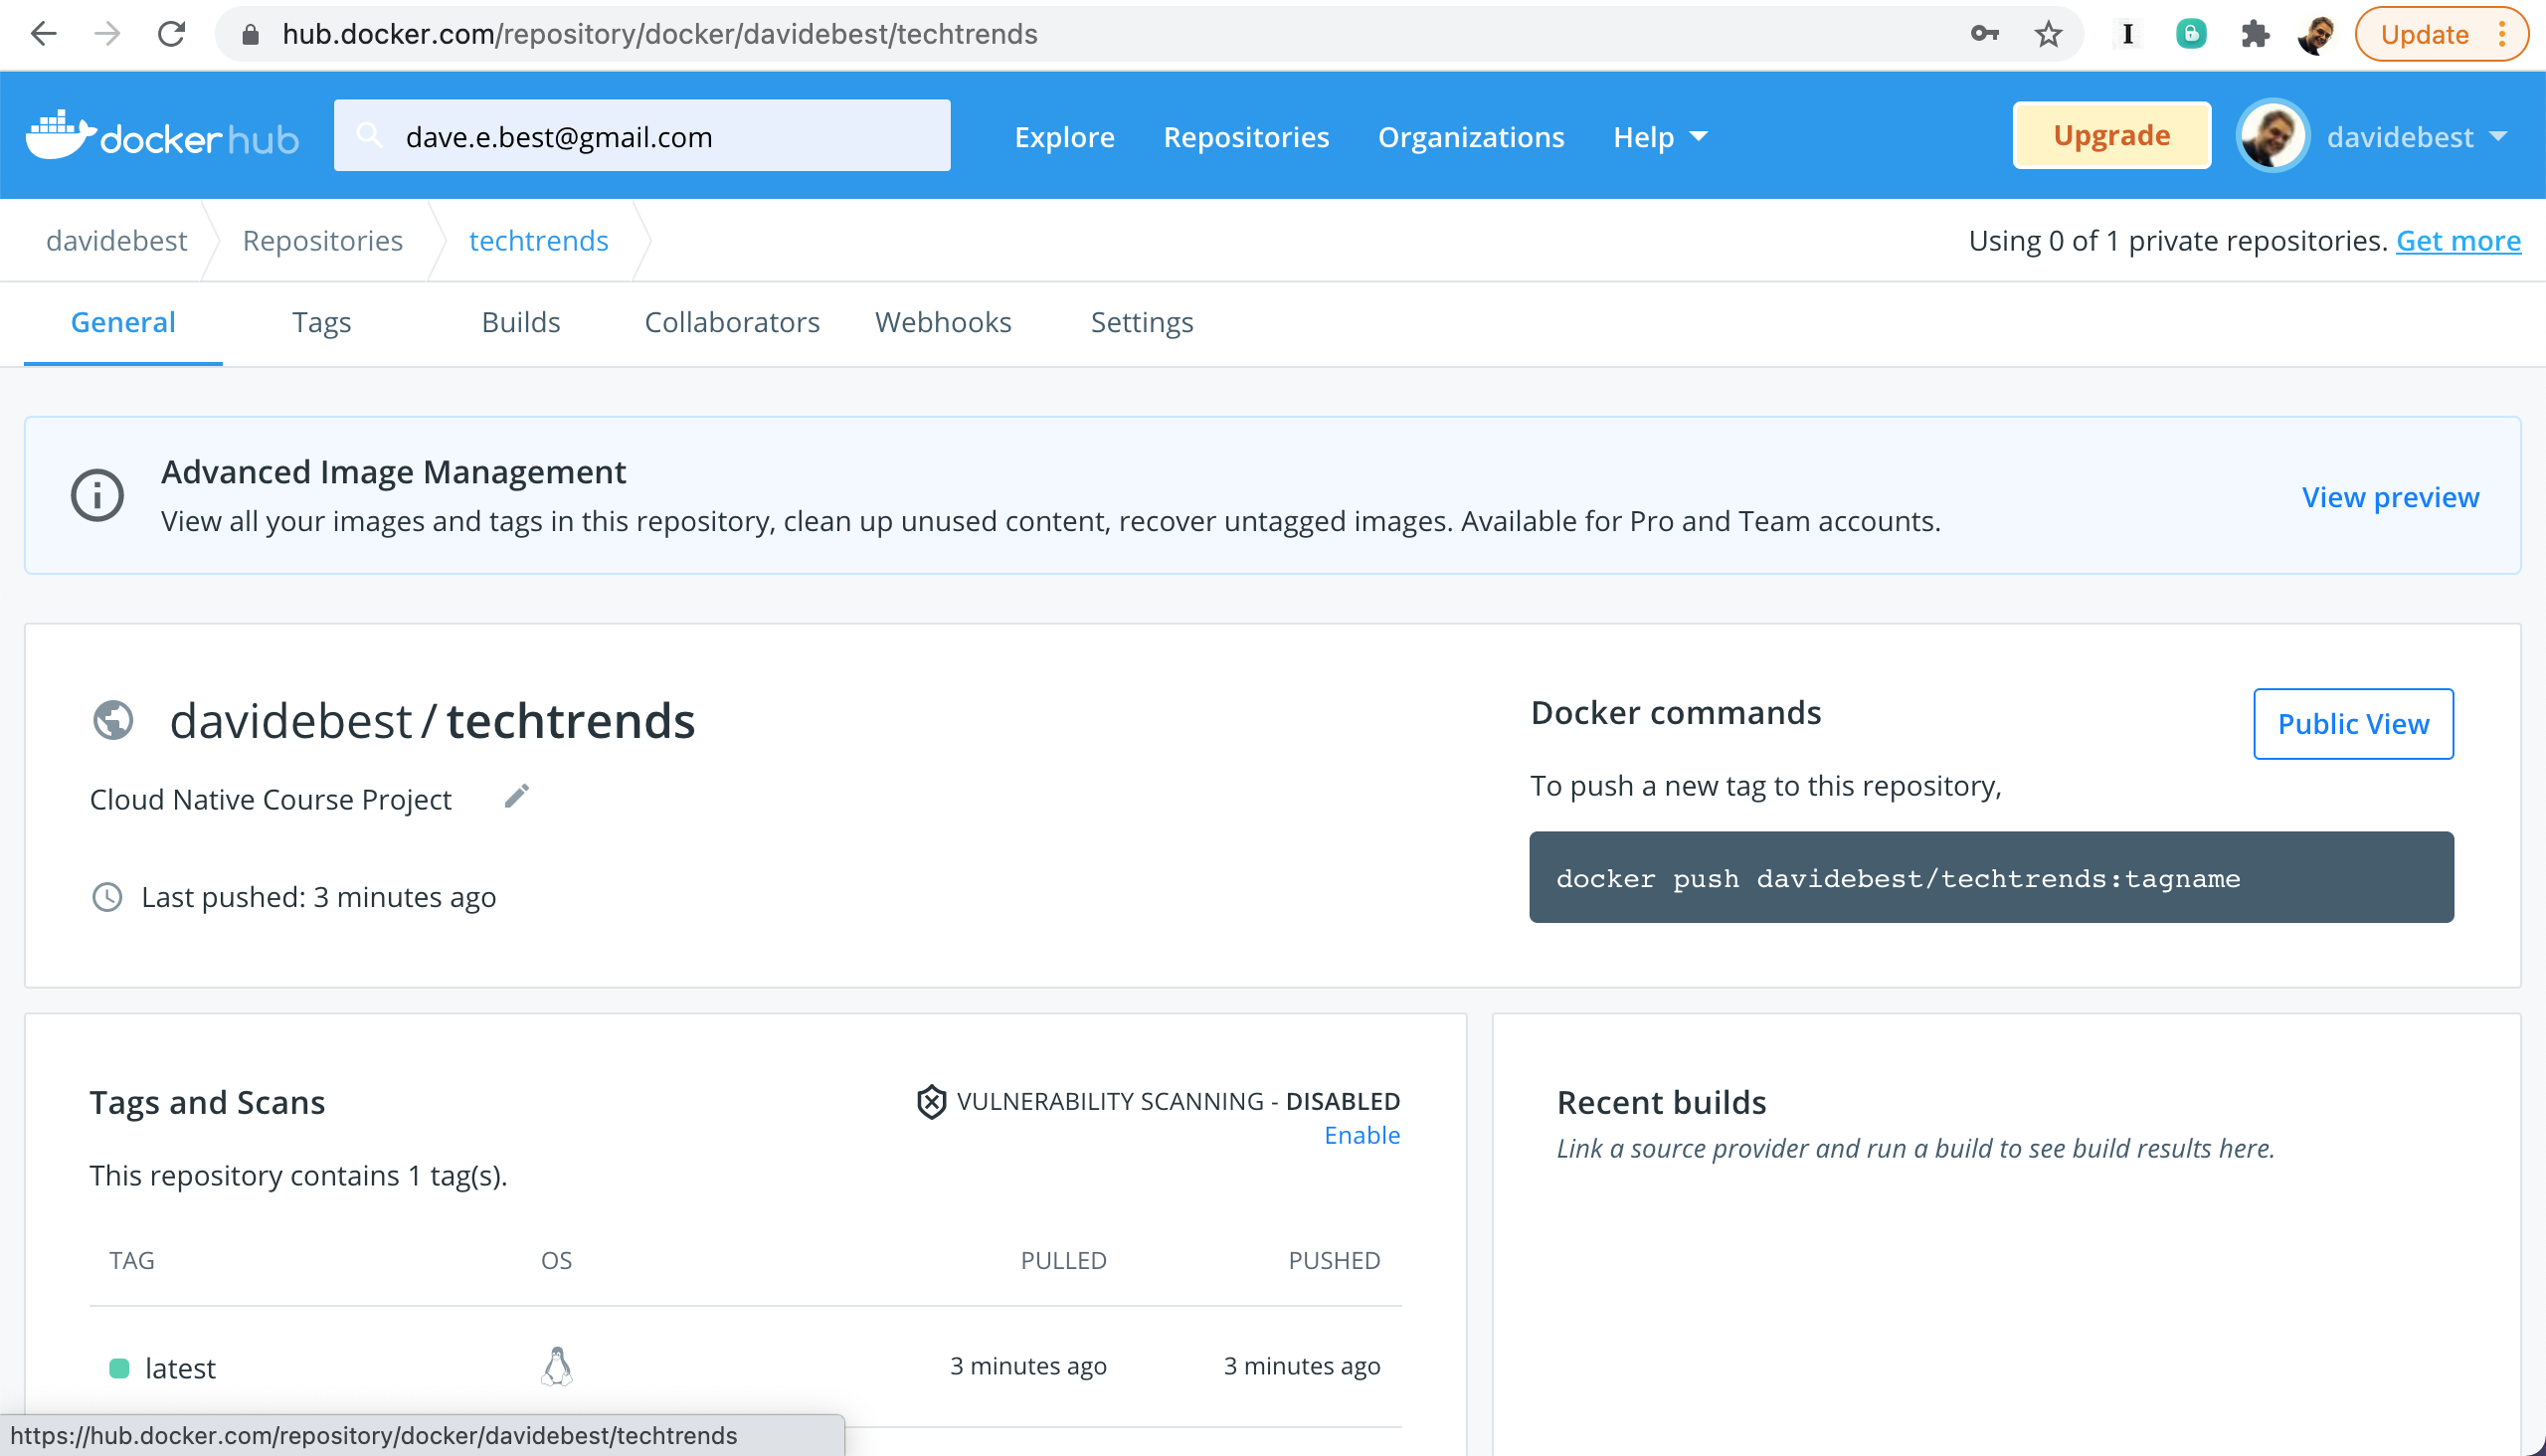 hub.docker.com/repository/docker/davidebest/techtrends
I
Update
docker hub
dave.e.best@gmail.com
Explore
Repositories
Organizations
Help
Upgrade
davidebest
davidebest
Repositories
techtrends
Using 0 of 1 private repositories. Get more
General
Tags
Builds
Collaborators
Webhooks
Settings
Advanced Image Management
View all your images and tags in this repository, clean up unused content, recover untagged images. Available for Pro and Team accounts.
View preview
davidebest / techtrends
Cloud Native Course Project
Last pushed: 3 minutes ago
Docker commands
Public View
To push a new tag to this repository,
docker push davidebest/techtrends:tagname
Tags and Scans
VULNERABILITY SCANNING - DISABLED
Enable
This repository contains 1 tag(s).
TAG
OS
PULLED
PUSHED
latest
3 minutes ago
3 minutes ago
Recent builds
Link a source provider and run a build to see build results here.
https://hub.docker.com/repository/docker/davidebest/techtrends